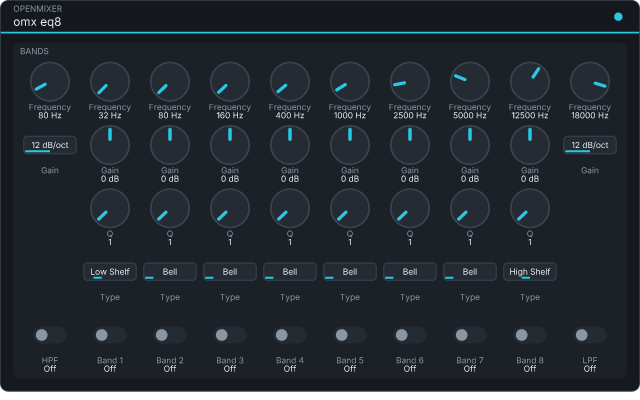 OPENMIXER
omx eq8
BANDS
Frequency Frequency Frequency Frequency Frequency Frequency Frequency Frequency Frequency Frequency
80 Hz 32 Hz 80 Hz 160 Hz 400 Hz 1000 Hz 2500 Hz 5000 Hz 12500 Hz 18000 Hz
12 dB/oct 12 dB/oct
Gain Gain Gain Gain Gain Gain Gain Gain Gain Gain
0 dB 0 dB 0 dB 0 dB 0 dB 0 dB 0 dB 0 dB
Q Q Q Q Q Q Q Q
1 1 1 1 1 1 1 1
Low Shelf Bell Bell Bell Bell Bell Bell High Shelf
Type Type Type Type Type Type Type Type
HPF Band 1 Band 2 Band 3 Band 4 Band 5 Band 6 Band 7 Band 8 LPF
Off Off Off Off Off Off Off Off Off Off